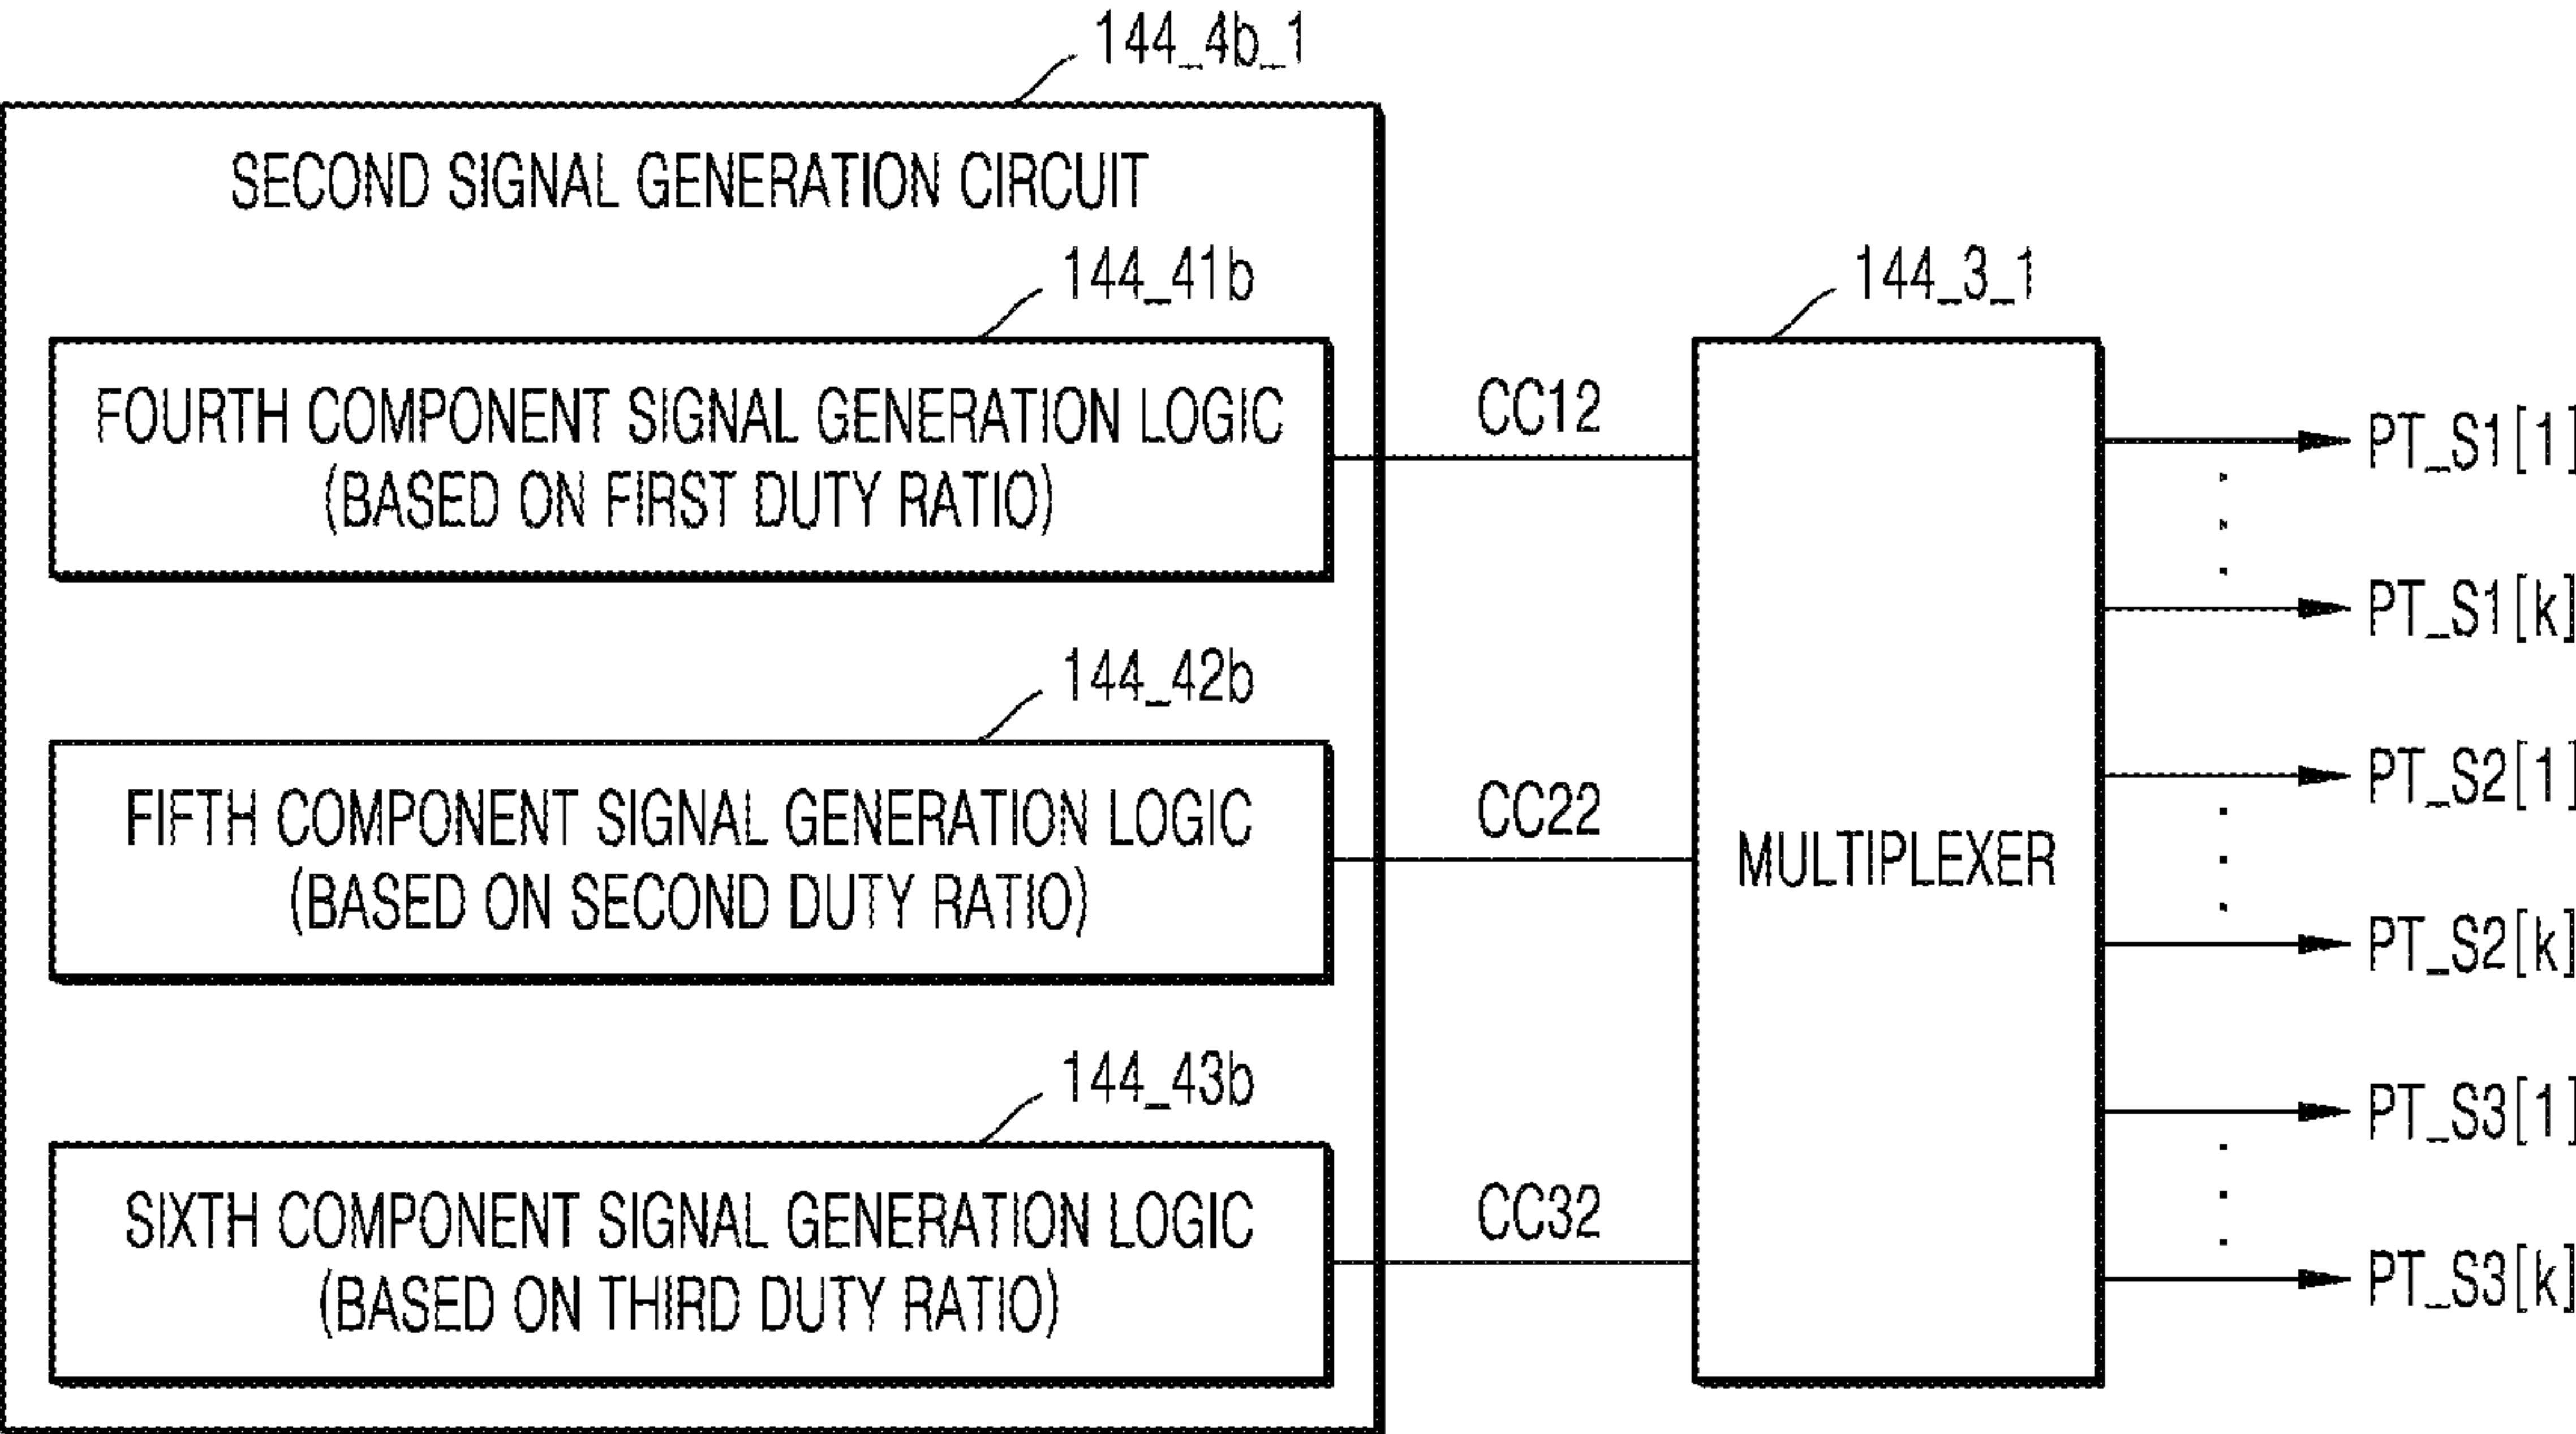 144_4b_1
SECOND SIGNAL GENERATION CIRCUIT
144_41b
FOURTH COMPONENT SIGNAL GENERATION LOGIC
(BASED ON FIRST DUTY RATIO)
144_42b
FIFTH COMPONENT SIGNAL GENERATION LOGIC
(BASED ON SECOND DUTY RATIO)
144_43b
SIXTH COMPONENT SIGNAL GENERATION LOGIC
(BASED ON THIRD DUTY RATIO)
CC12
CC22
CC32
144_3_1
MULTIPLEXER
PT_S1[1]
PT_S1[k]
PT_S2[1]
PT_S2[k]
PT_S3[1]
PT_S3[k]